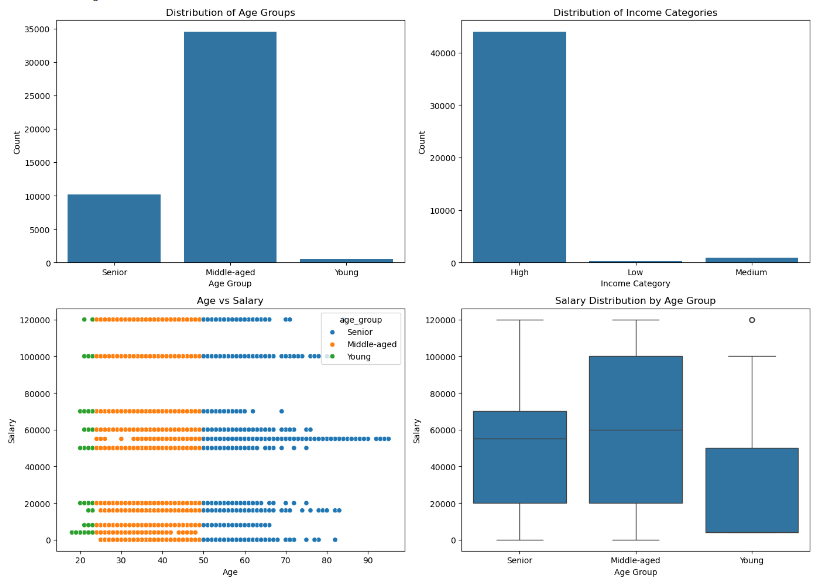 Distribution of Age Groups
35000
30000
25000
20000
15000
10000
5000
0
Count
Senior Middle-aged Young
Age Group
Distribution of Income Categories
40000
30000
20000
10000
0
Count
High Low Medium
Income Category
Age vs Salary
120000
100000
80000
60000
40000
20000
0
Salary
age_group
Senior
Middle-aged
Young
20 30 40 50 60 70 80 90
Age
Salary Distribution by Age Group
120000
100000
80000
60000
40000
20000
0
Salary
Senior Middle-aged Young
Age Group